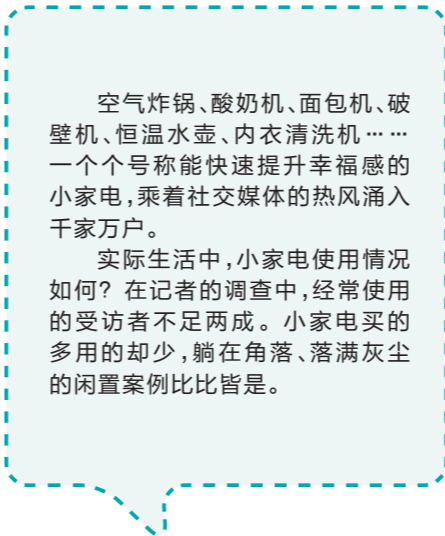 空气炸锅、酸奶机、面包机、破
壁机、恒温水壶、内衣清洗机……
一个个号称能快速提升幸福感的
小家电,乘着社交媒体的热风涌入
千家万户。
实际生活中,小家电使用情况
如何? 在记者的调查中,经常使用
的受访者不足两成。小家电买的
多用的却少,躺在角落、落满灰尘
的闲置案例比比皆是。